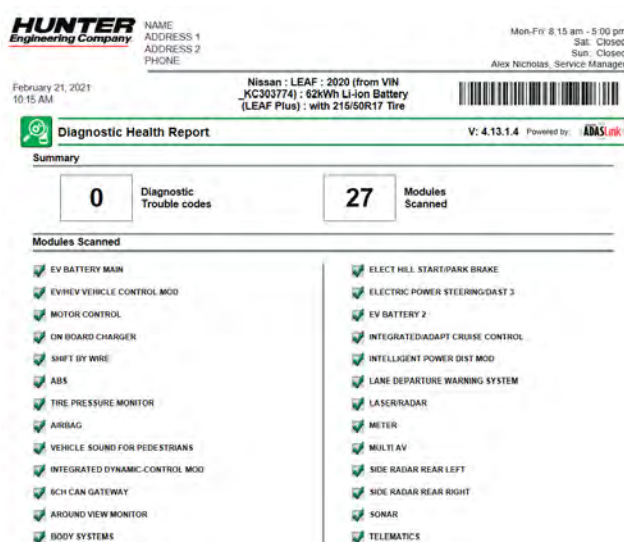 HUNTER
Engineering Company
NAME
ADDRESS 1
ADDRESS 2
PHONE
Mon-Fri: 8.15 am - 5:00 pm
Sat: Closed
Sun: Closed
Alex Nicholas, Service Manager
February 21, 2021
10:15 AM
Nissan : LEAF : 2020 (from VIN
_KC303774) : 62kWh Li-ion Battery
(LEAF Plus) : with 215/50R17 Tire
Diagnostic Health Report
V: 4.13.1.4 Powered by: ADASLink
Summary
0 Diagnostic Trouble codes
27 Modules Scanned
Modules Scanned
EV BATTERY MAIN
EV/HEV VEHICLE CONTROL MOD
MOTOR CONTROL
ON BOARD CHARGER
SHIFT BY WIRE
ABS
TIRE PRESSURE MONITOR
AIRBAG
VEHICLE SOUND FOR PEDESTRIANS
INTEGRATED DYNAMIC-CONTROL MOD
6CH CAN GATEWAY
AROUND VIEW MONITOR
BODY SYSTEMS
ELECT HILL START/PARK BRAKE
ELECTRIC POWER STEERING/DAST 3
EV BATTERY 2
INTEGRATED/ADAPT CRUISE CONTROL
INTELLIGENT POWER DIST MOD
LANE DEPARTURE WARNING SYSTEM
LASER/RADAR
METER
MULTI AV
SIDE RADAR REAR LEFT
SIDE RADAR REAR RIGHT
SONAR
TELEMATICS